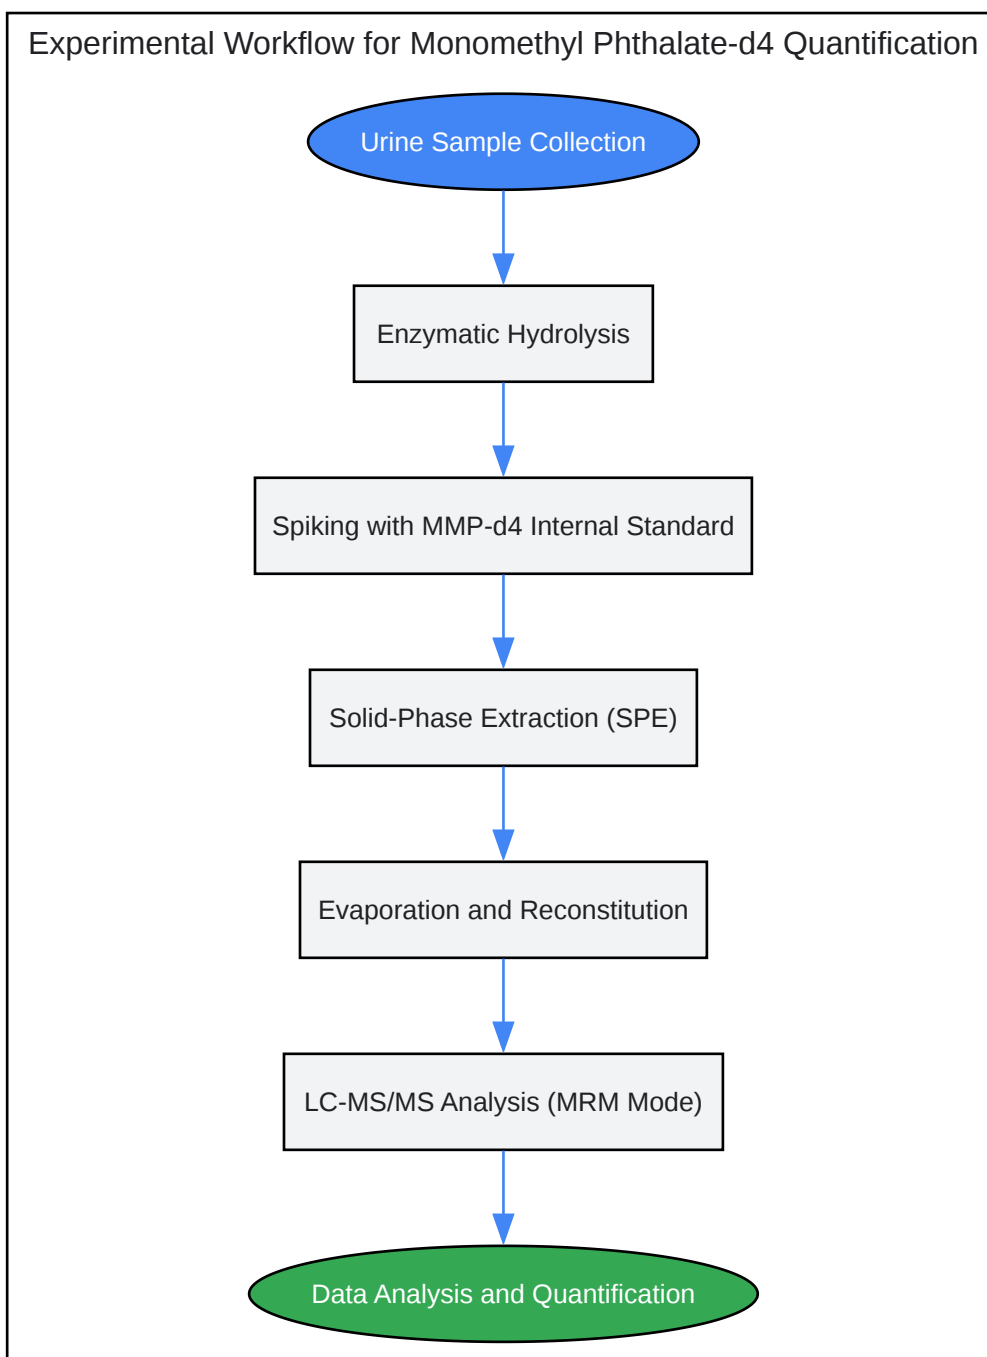 Experimental Workflow for Monomethyl Phthalate-d4 Quantification
Urine Sample Collection
Enzymatic Hydrolysis
Spiking with MMP-d4 Internal Standard
Solid-Phase Extraction (SPE)
Evaporation and Reconstitution
LC-MS/MS Analysis (MRM Mode)
Data Analysis and Quantification